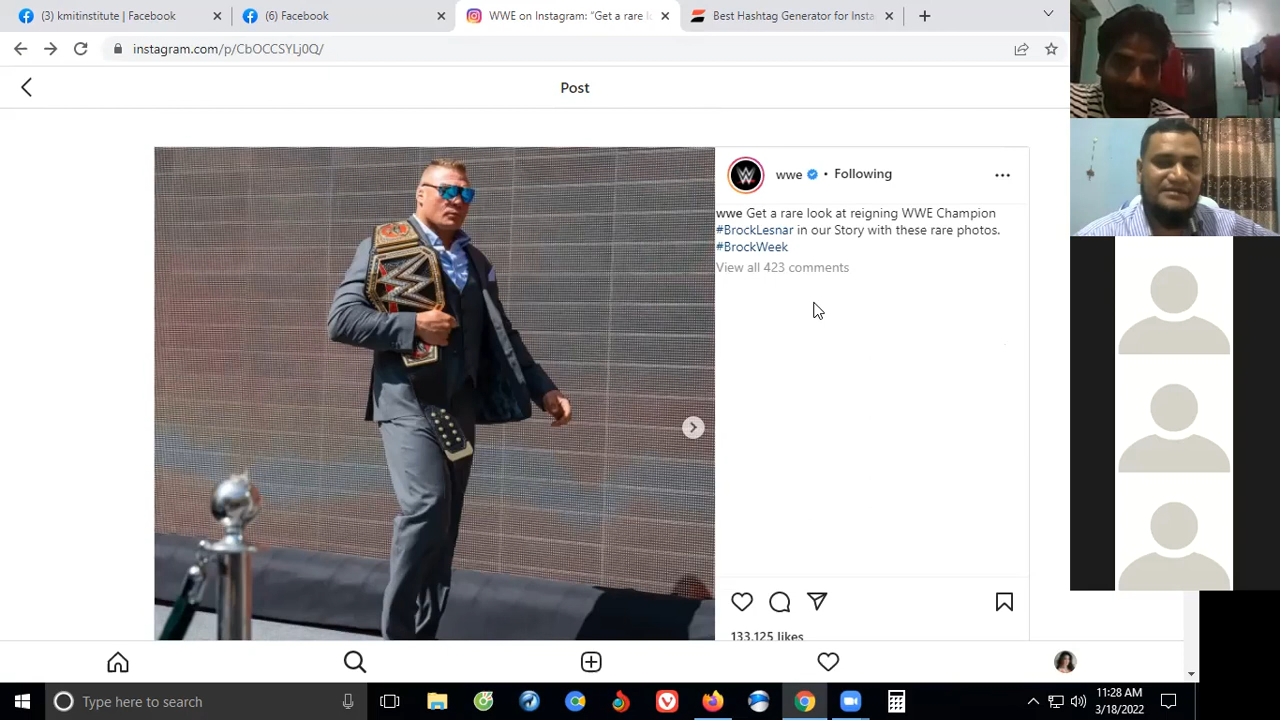 (3) kmitinstitute | Facebook
(6) Facebook
WWE on Instagram: “Get a rare l
Best Hashtag Generator for Insta
instagram.com/p/CbOCCSYLj0Q/
Post
wwe • Following
wwe Get a rare look at reigning WWE Champion
#BrockLesnar in our Story with these rare photos.
#BrockWeek
View all 423 comments
133,125 likes
Type here to search
11:28 AM
3/18/2022